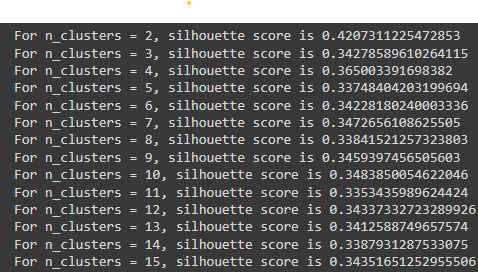 For n_clusters = 2, silhouette score is 0.4207311225472853
For n_clusters = 3, silhouette score is 0.34278589610264115
For n_clusters = 4, silhouette score is 0.365003391698382
For n_clusters = 5, silhouette score is 0.33748404203199694
For n_clusters = 6, silhouette score is 0.34228180240003336
For n_clusters = 7, silhouette score is 0.3472656108625505
For n_clusters = 8, silhouette score is 0.33841521257323803
For n_clusters = 9, silhouette score is 0.3459397456505603
For n_clusters = 10, silhouette score is 0.3483850054622046
For n_clusters = 11, silhouette score is 0.3353435989624424
For n_clusters = 12, silhouette score is 0.34337332723289926
For n_clusters = 13, silhouette score is 0.3412588749657574
For n_clusters = 14, silhouette score is 0.3387931287533075
For n_clusters = 15, silhouette score is 0.34351651252955506